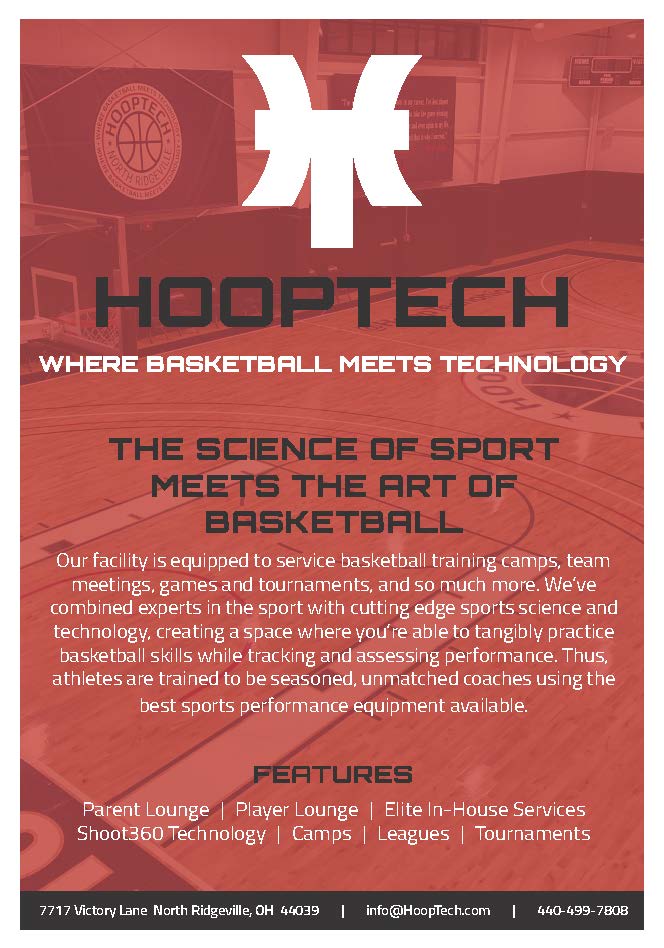 HOOPTECH
NORTH RIDGEVILLE
WHERE BASKETBALL MEETS TECHNOLOGY
HOME
HOOPTECH
WHERE BASKETBALL MEETS TECHNOLOGY
THE SCIENCE OF SPORT
MEETS THE ART OF
BASKETBALL
Our facility is equipped to service basketball training camps, team
meetings, games and tournaments, and so much more. We've
combined experts in the sport with cutting edge sports science and
technology, creating a space where you're able to tangibly practice
basketball skills while tracking and assessing performance. Thus,
athletes are trained to be seasoned, unmatched coaches using the
best sports performance equipment available.
FEATURES
Parent Lounge | Player Lounge | Elite In-House Services
Shoot360 Technology | Camps | Leagues | Tournaments
7717 Victory Lane North Ridgeville, OH 44039 | info@HoopTech.com | 440-499-7808